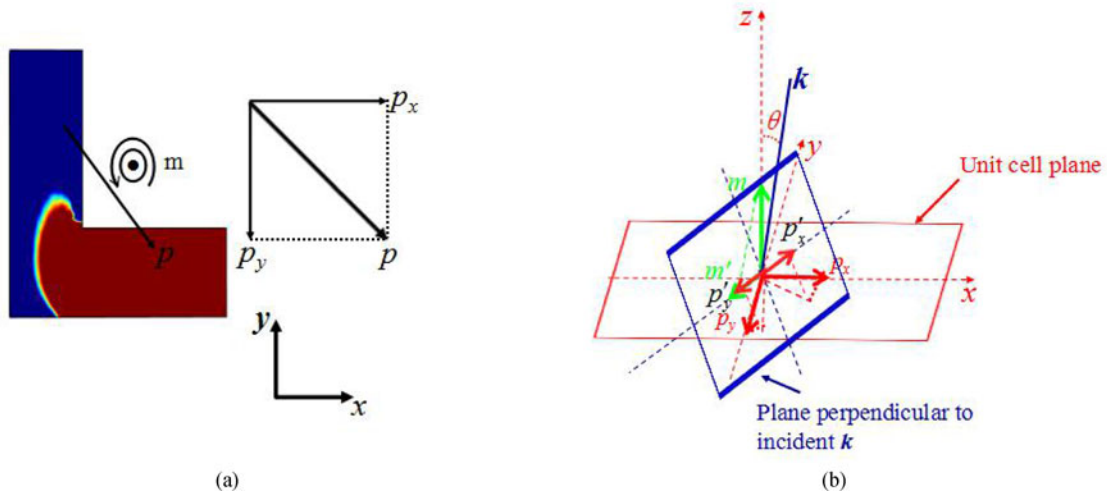 p_x
m
p
p_y
p
y
x
(a)
z
k
θ
y
Unit cell plane
m
p'_x
m'
p_x
x
p'_y
p_y
Plane perpendicular to
incident k
(b)